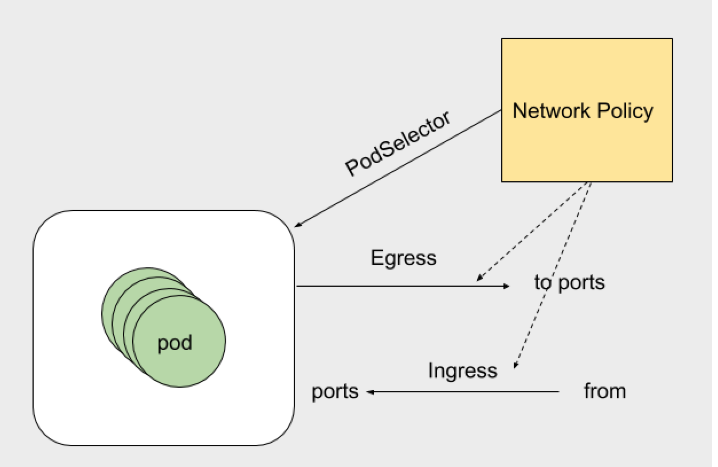 Network Policy
PodSelector
Egress
to ports
pod
Ingress
ports
from